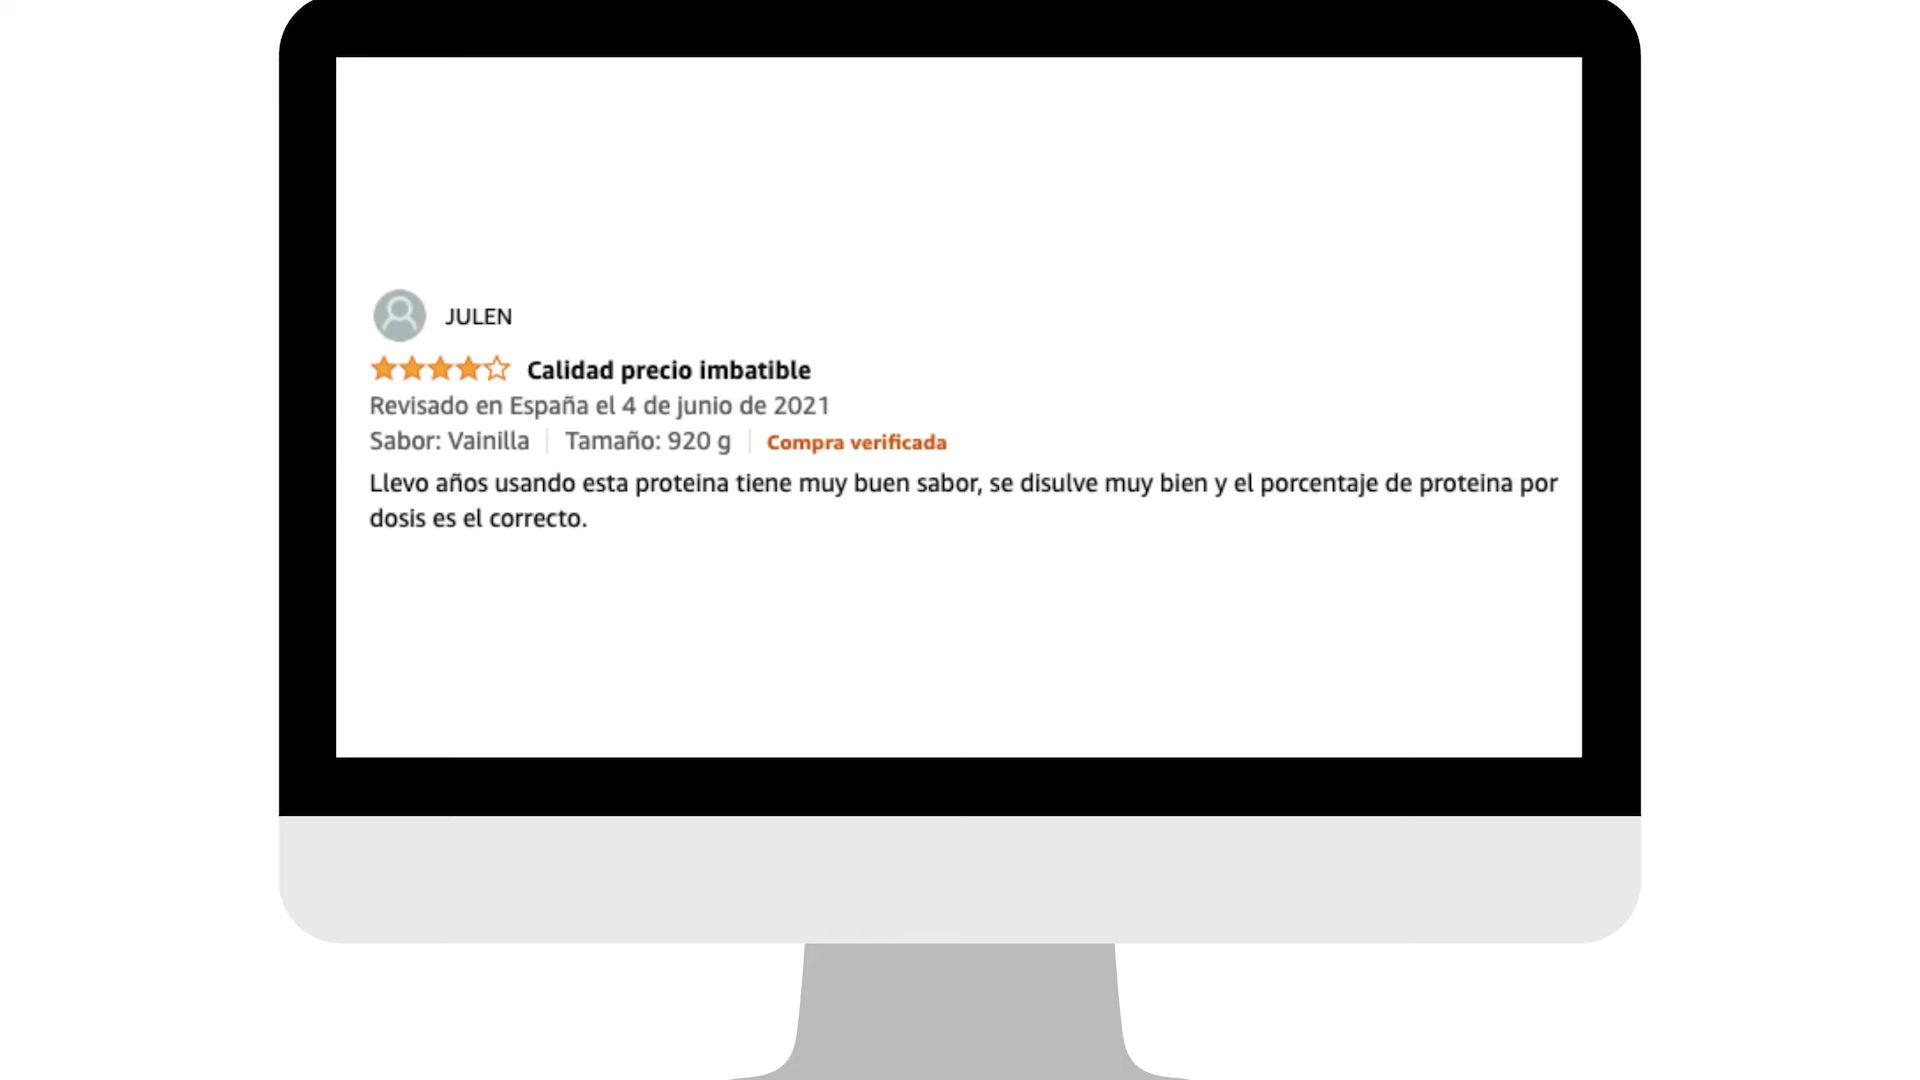 JULEN
Calidad precio imbatible
Revisado en España el 4 de junio de 2021
Sabor: Vainilla Tamaño: 920 g Compra verificada
Llevo años usando esta proteina tiene muy buen sabor, se disulve muy bien y el porcentaje de proteina por
dosis es el correcto.